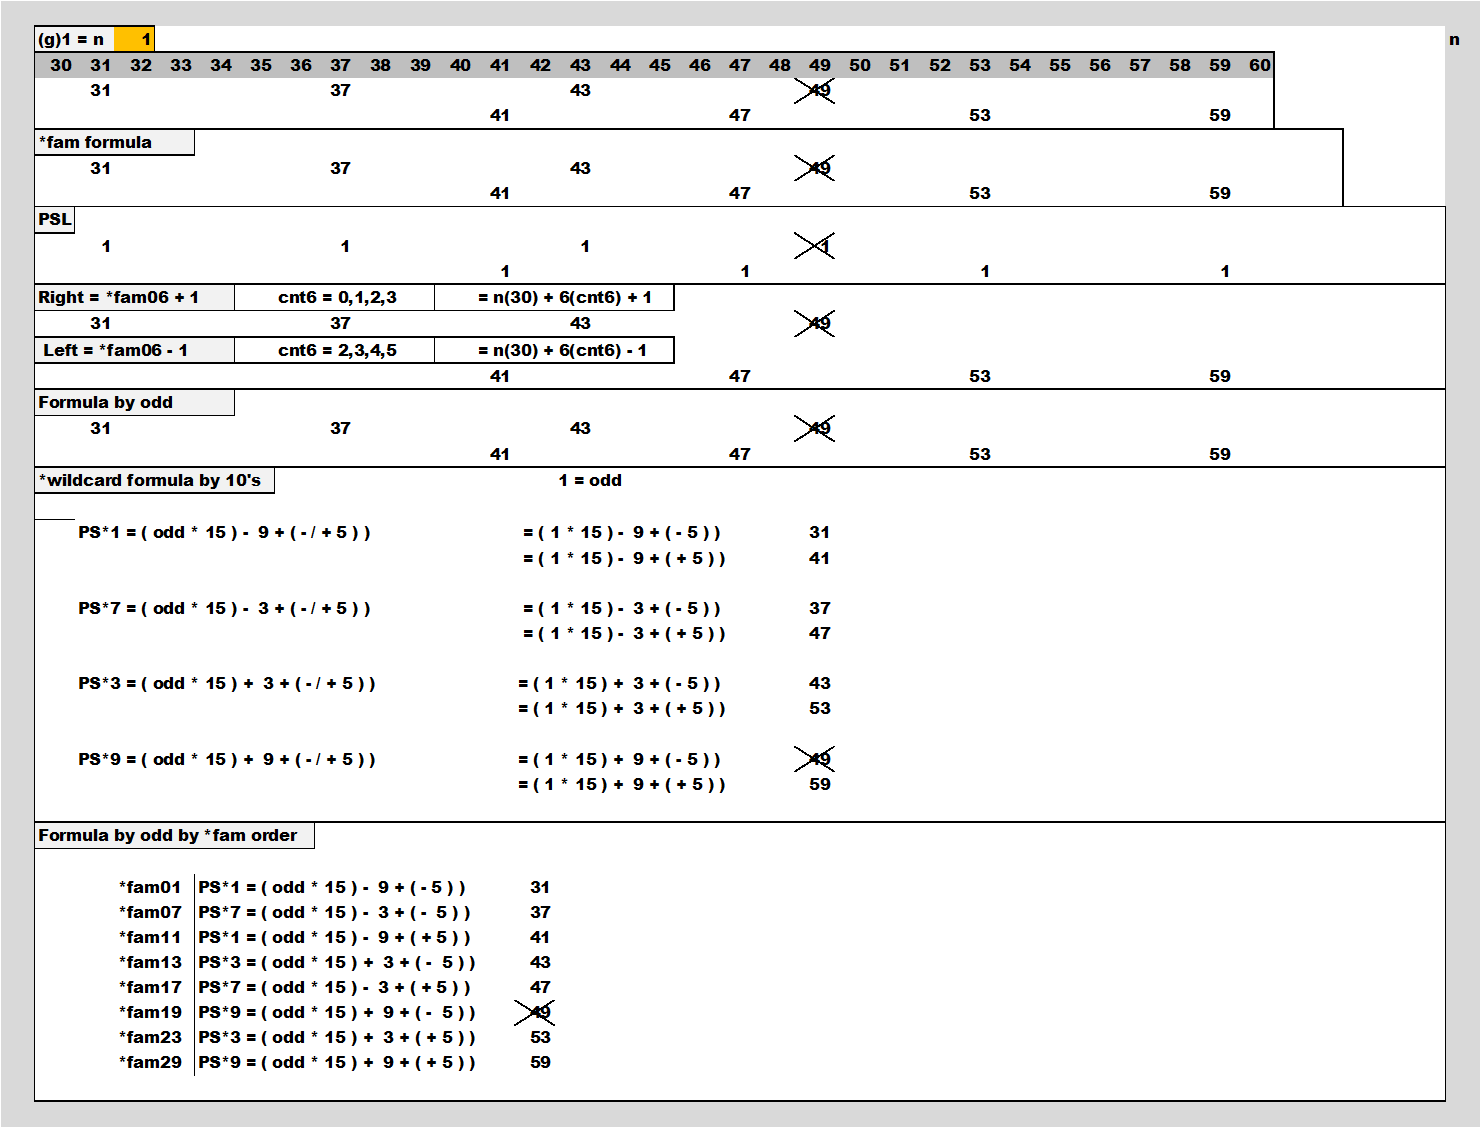 (g)1 = n 1 n
30 31 32 33 34 35 36 37 38 39 40 41 42 43 44 45 46 47 48 49 50 51 52 53 54 55 56 57 58 59 60
31 37 43 49
41 47 53 59
*fam formula
31 37 43 49
41 47 53 59
PSL
1 1 1 1
1 1 1 1
Right = *fam06 + 1 cnt6 = 0,1,2,3 = n(30) + 6(cnt6) + 1
31 37 43 49
Left = *fam06 - 1 cnt6 = 2,3,4,5 = n(30) + 6(cnt6) - 1
41 47 53 59
Formula by odd
31 37 43 49
41 47 53 59
*wildcard formula by 10's 1 = odd
PS*1 = ( odd * 15 ) - 9 + ( - / + 5 ) ) = ( 1 * 15 ) - 9 + ( - 5 ) ) 31
= ( 1 * 15 ) - 9 + ( + 5 ) ) 41
PS*7 = ( odd * 15 ) - 3 + ( - / + 5 ) ) = ( 1 * 15 ) - 3 + ( - 5 ) ) 37
= ( 1 * 15 ) - 3 + ( + 5 ) ) 47
PS*3 = ( odd * 15 ) + 3 + ( - / + 5 ) ) = ( 1 * 15 ) + 3 + ( - 5 ) ) 43
= ( 1 * 15 ) + 3 + ( + 5 ) ) 53
PS*9 = ( odd * 15 ) + 9 + ( - / + 5 ) ) = ( 1 * 15 ) + 9 + ( - 5 ) ) 49
= ( 1 * 15 ) + 9 + ( + 5 ) ) 59
Formula by odd by *fam order
*fam01 PS*1 = ( odd * 15 ) - 9 + ( - 5 ) ) 31
*fam07 PS*7 = ( odd * 15 ) - 3 + ( - 5 ) ) 37
*fam11 PS*1 = ( odd * 15 ) - 9 + ( + 5 ) ) 41
*fam13 PS*3 = ( odd * 15 ) + 3 + ( - 5 ) ) 43
*fam17 PS*7 = ( odd * 15 ) - 3 + ( + 5 ) ) 47
*fam19 PS*9 = ( odd * 15 ) + 9 + ( - 5 ) ) 49
*fam23 PS*3 = ( odd * 15 ) + 3 + ( + 5 ) ) 53
*fam29 PS*9 = ( odd * 15 ) + 9 + ( + 5 ) ) 59